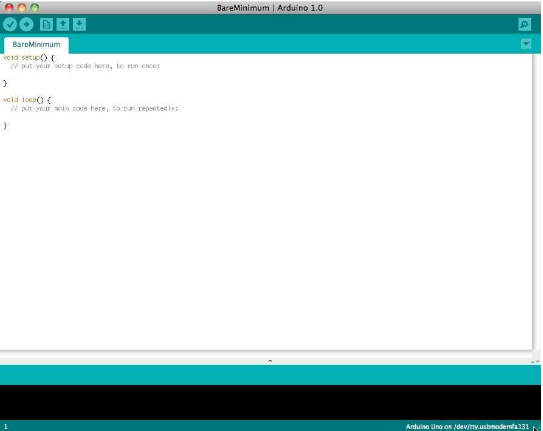 BareMinimum | Arduino 1.0
BareMinimum
void setup() {
// put your setup code here, to run once:
}
void loop() {
// put your main code here, to run repeatedly:
}
1
Arduino Uno on /dev/tty.usbmodemfa131